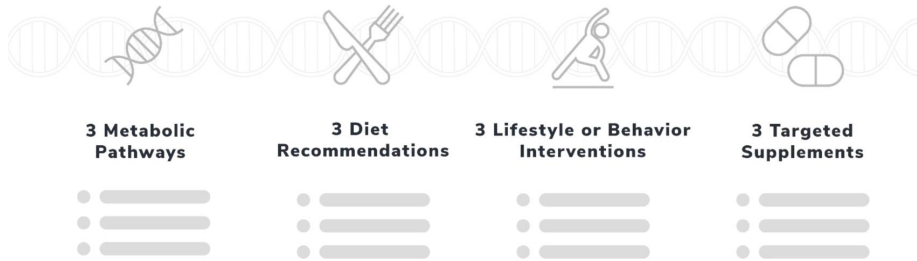 3 Metabolic
Pathways
3 Diet
Recommendations
3 Lifestyle or Behavior
Interventions
3 Targeted
Supplements